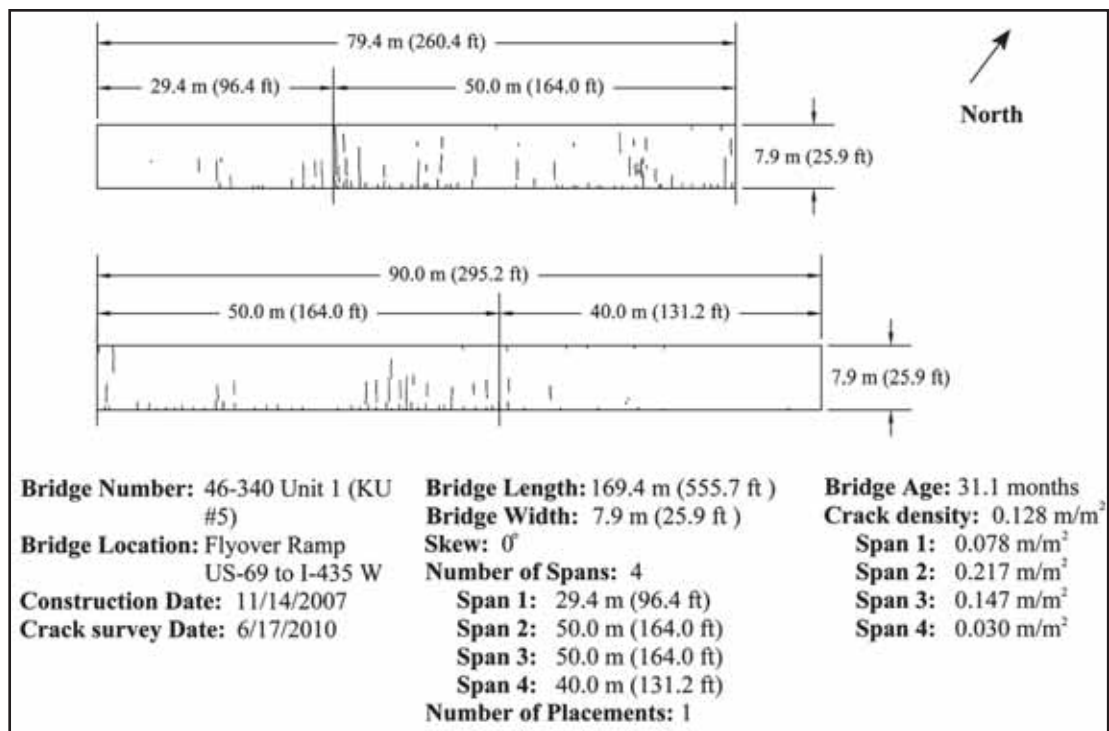 79.4 m (260.4 ft)
29.4 m (96.4 ft)
50.0 m (164.0 ft)
North
7.9 m (25.9 ft)
90.0 m (295.2 ft)
50.0 m (164.0 ft)
40.0 m (131.2 ft)
7.9 m (25.9 ft)
Bridge Number: 46-340 Unit 1 (KU
#5)
Bridge Location: Flyover Ramp
US-69 to I-435 W
Construction Date: 11/14/2007
Crack survey Date: 6/17/2010
Bridge Length: 169.4 m (555.7 ft )
Bridge Width: 7.9 m (25.9 ft )
Skew: 0°
Number of Spans: 4
Span 1: 29.4 m (96.4 ft)
Span 2: 50.0 m (164.0 ft)
Span 3: 50.0 m (164.0 ft)
Span 4: 40.0 m (131.2 ft)
Number of Placements: 1
Bridge Age: 31.1 months
Crack density: 0.128 m/m²
Span 1: 0.078 m/m²
Span 2: 0.217 m/m²
Span 3: 0.147 m/m²
Span 4: 0.030 m/m²